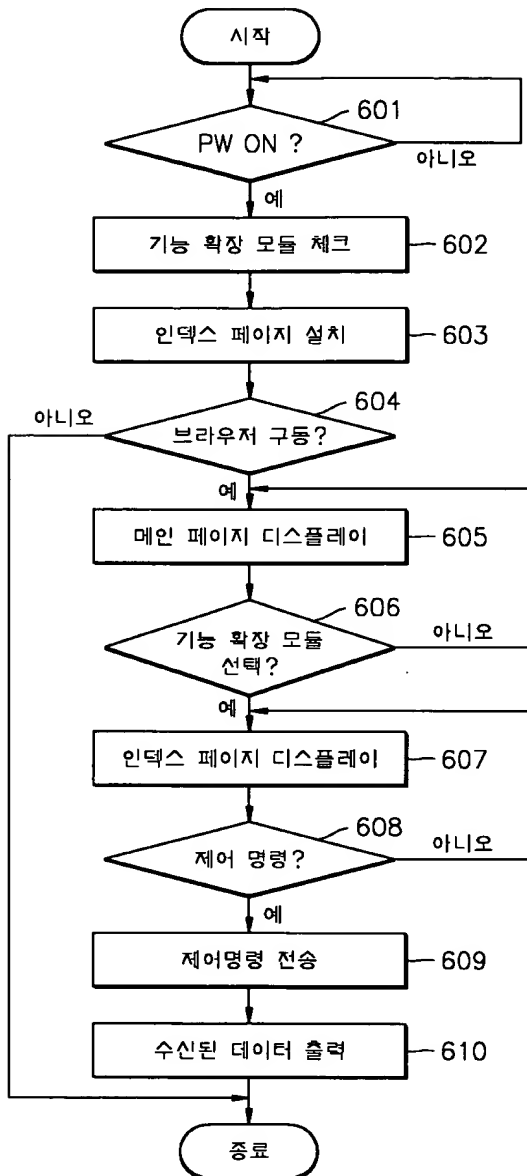 시작
601
PW ON ?
아니오
예
기능 확장 모듈 체크
602
인덱스 페이지 설치
603
604
아니오
브라우저 구동?
예
메인 페이지 디스플레이
605
606
기능 확장 모듈
선택?
아니오
예
인덱스 페이지 디스플레이
607
608
제어 명령?
아니오
예
제어명령 전송
609
수신된 데이터 출력
610
종료